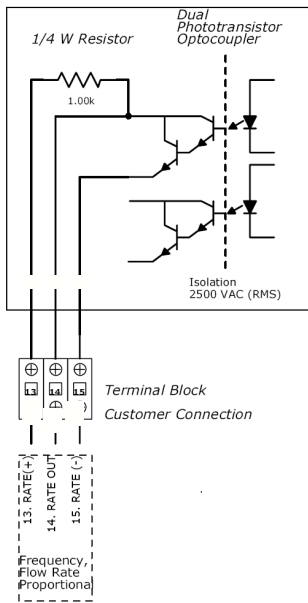 Dual
Phototransistor
Optocoupler
1/4 W Resistor
1.00k
Isolation
2500 VAC (RMS)
13 14 15
Terminal Block
Customer Connection
13. RATE(+)
14. RATE OUT
15. RATE (-)
Frequency,
Flow Rate
Proportional